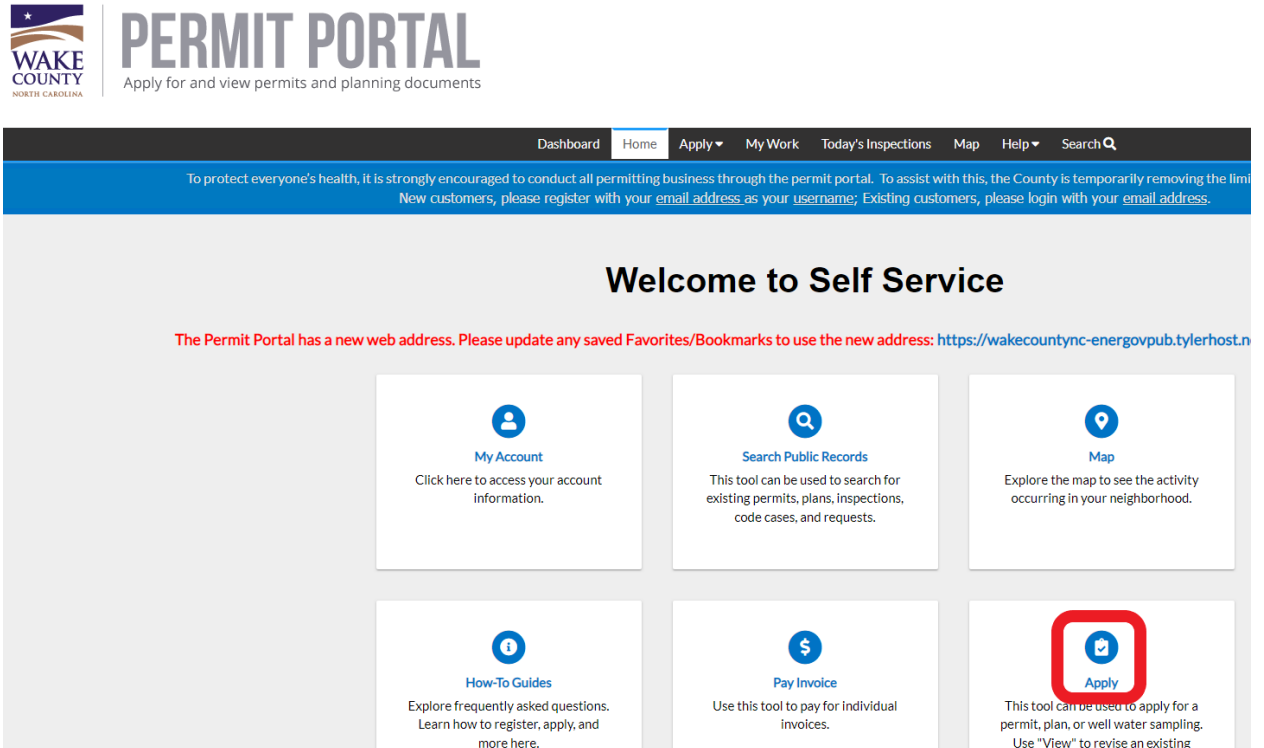 WAKE
COUNTY
NORTH CAROLINA
PERMIT PORTAL
Apply for and view permits and planning documents
Dashboard Home Apply My Work Today's Inspections Map Help Search
To protect everyone's health, it is strongly encouraged to conduct all permitting business through the permit portal. To assist with this, the County is temporarily removing the limi
New customers, please register with your email address as your username; Existing customers, please login with your email address.
Welcome to Self Service
The Permit Portal has a new web address. Please update any saved Favorites/Bookmarks to use the new address: https://wakecountync-energovpub.tylerhost.n
My Account
Click here to access your account
information.
Search Public Records
This tool can be used to search for
existing permits, plans, inspections,
code cases, and requests.
Map
Explore the map to see the activity
occurring in your neighborhood.
How-To Guides
Explore frequently asked questions.
Learn how to register, apply, and
more here.
Pay Invoice
Use this tool to pay for individual
invoices.
Apply
This tool can be used to apply for a
permit, plan, or well water sampling.
Use "View" to revise an existing